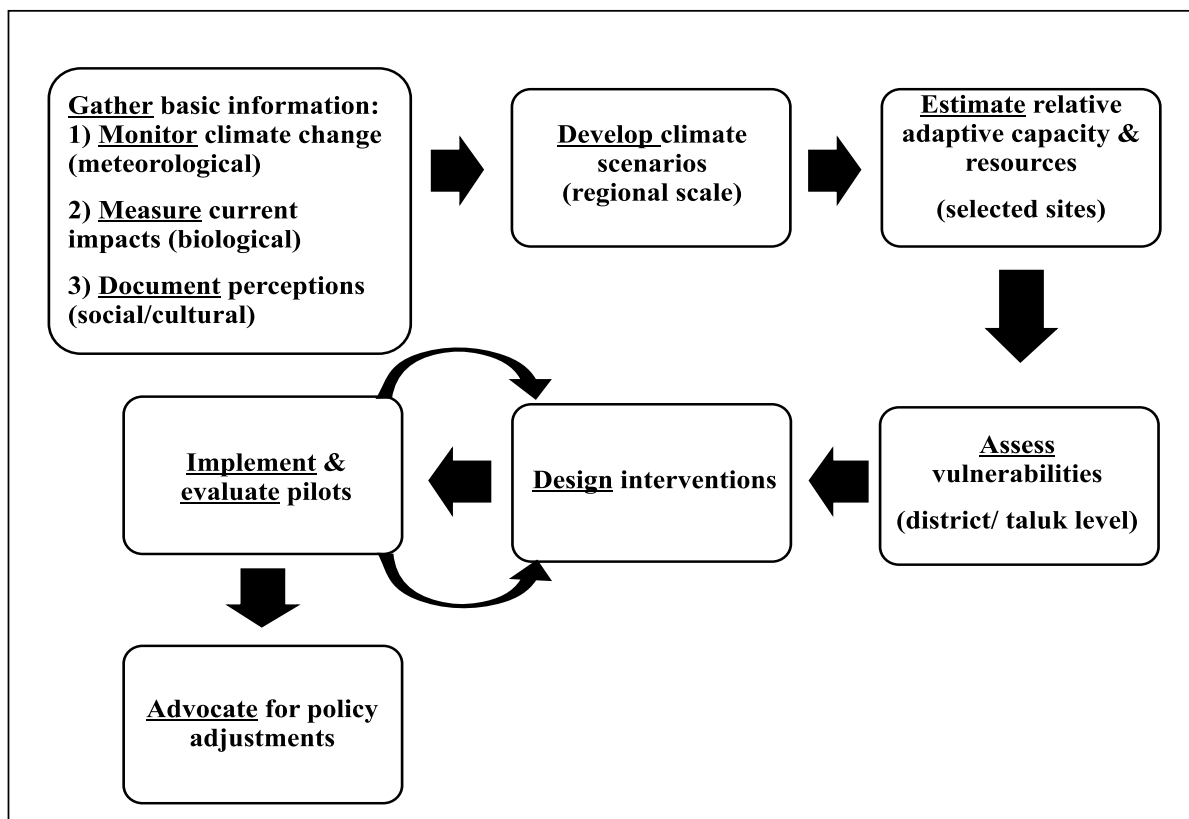 Gather basic information:
1) Monitor climate change
(meteorological)
2) Measure current
impacts (biological)
3) Document perceptions
(social/cultural)
Develop climate
scenarios
(regional scale)
Estimate relative
adaptive capacity &
resources
(selected sites)
Assess
vulnerabilities
(district/ taluk level)
Design interventions
Implement &
evaluate pilots
Advocate for policy
adjustments